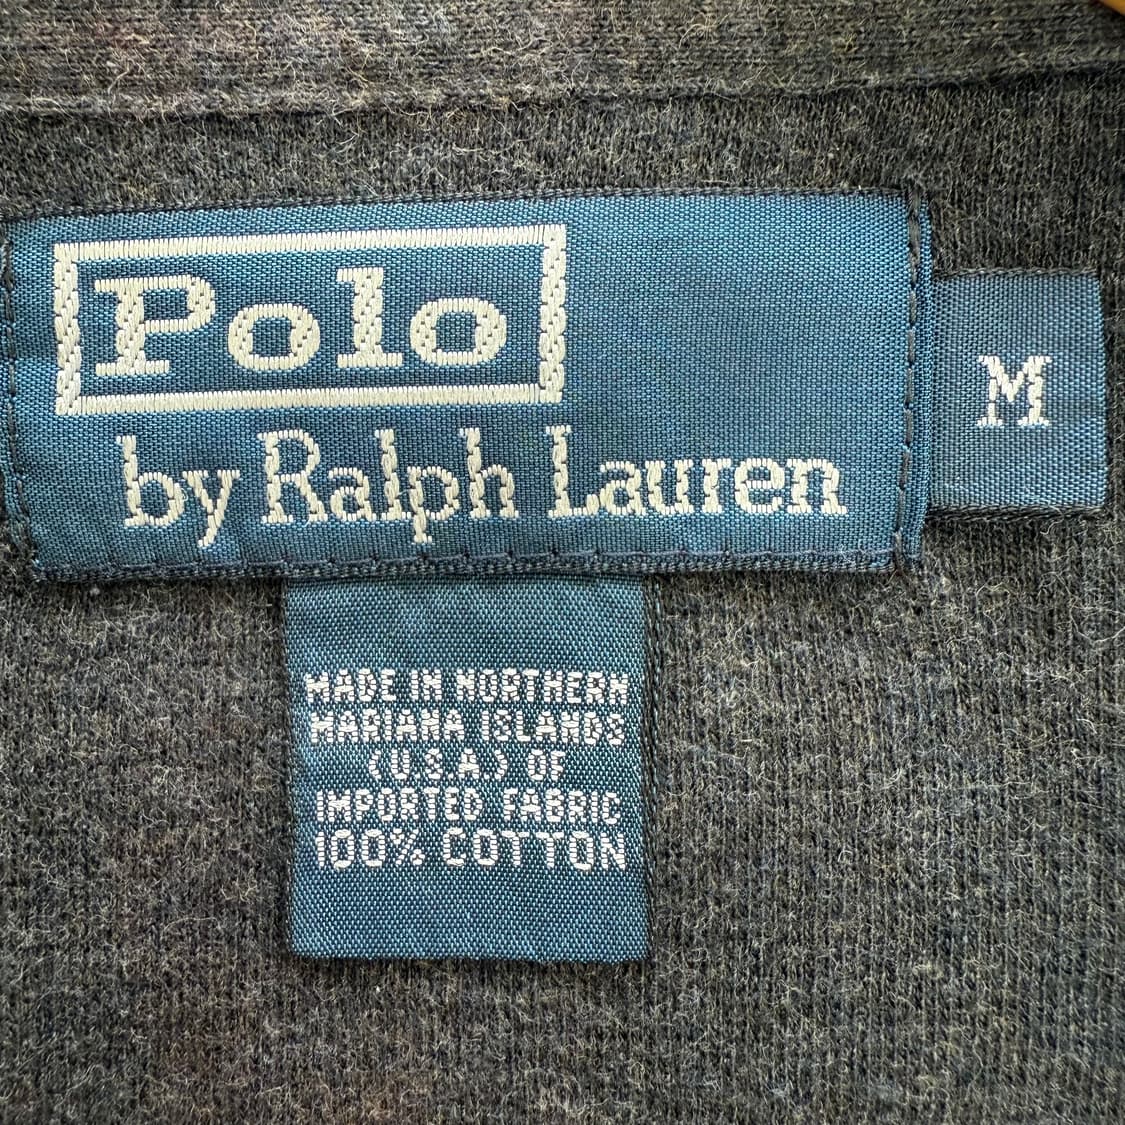 Polo
by Ralph Lauren
M
MADE IN NORTHERN
MARIANA ISLANDS
(U.S.A.) OF
IMPORTED FABRIC
100% COTTON